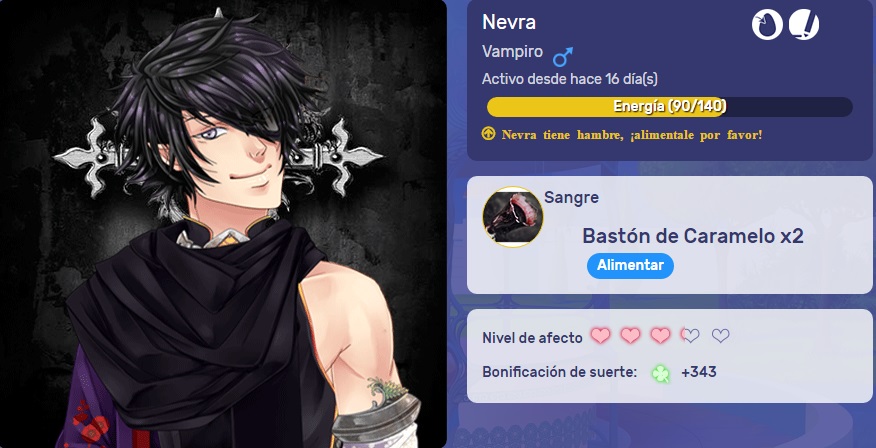 Nevra
Vampiro
Activo desde hace 16 día(s)
Energía (90/140)
Nevra tiene hambre, ¡alimentale por favor!
Sangre
Bastón de Caramelo x2
Alimentar
Nivel de afecto
Bonificación de suerte: +343